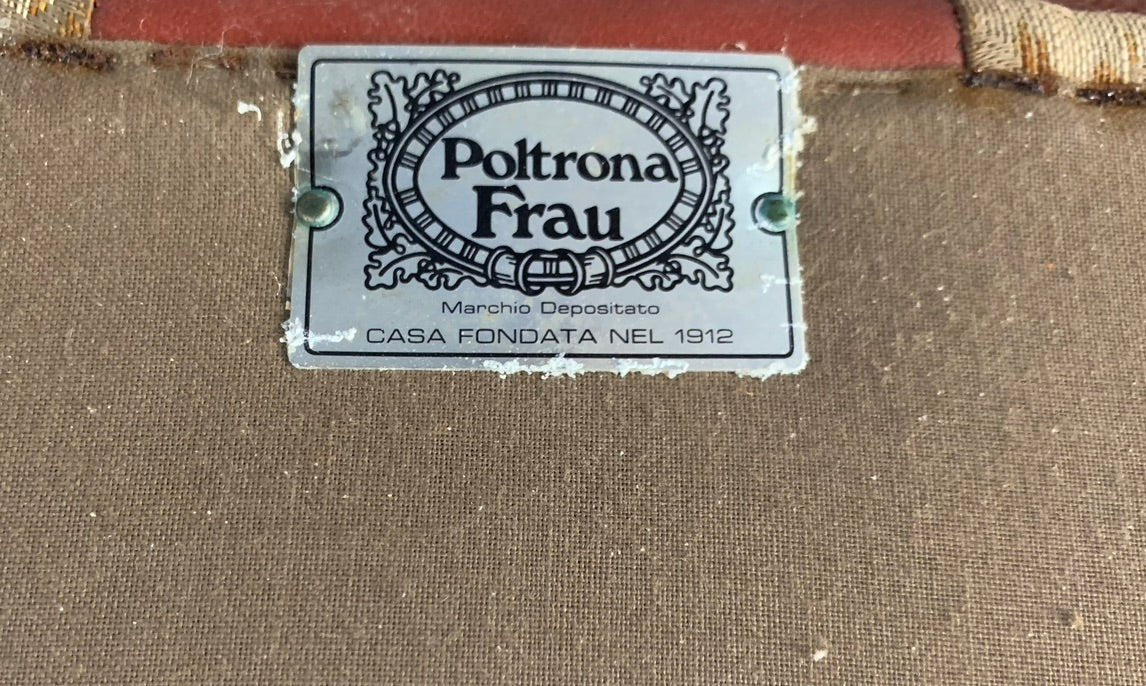 Poltrona
Frau
Marchio Depositato
CASA FONDATA NEL 1912